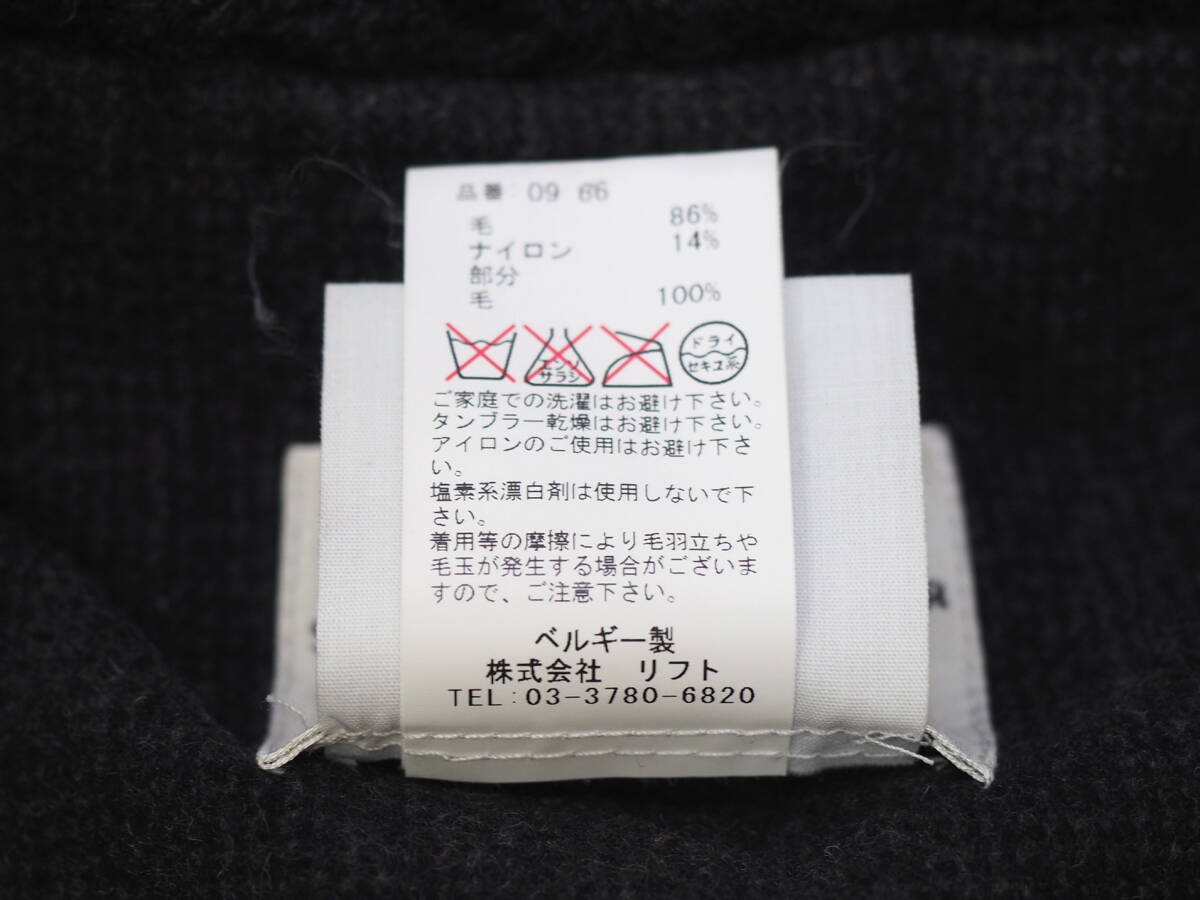 品番: 09 66
毛 86%
ナイロン 14%
部分
毛 100%
エンソ
サラシ
ドライ
セキユ系
ご家庭での洗濯はお避け下さい。
タンブラー乾燥はお避け下さい。
アイロンのご使用はお避け下さ
い。
塩素系漂白剤は使用しないで下
さい。
着用等の摩擦により毛羽立ちや
毛玉が発生する場合がございま
すので、ご注意下さい。
ベルギー製
株式会社 リフト
TEL:03-3780-6820